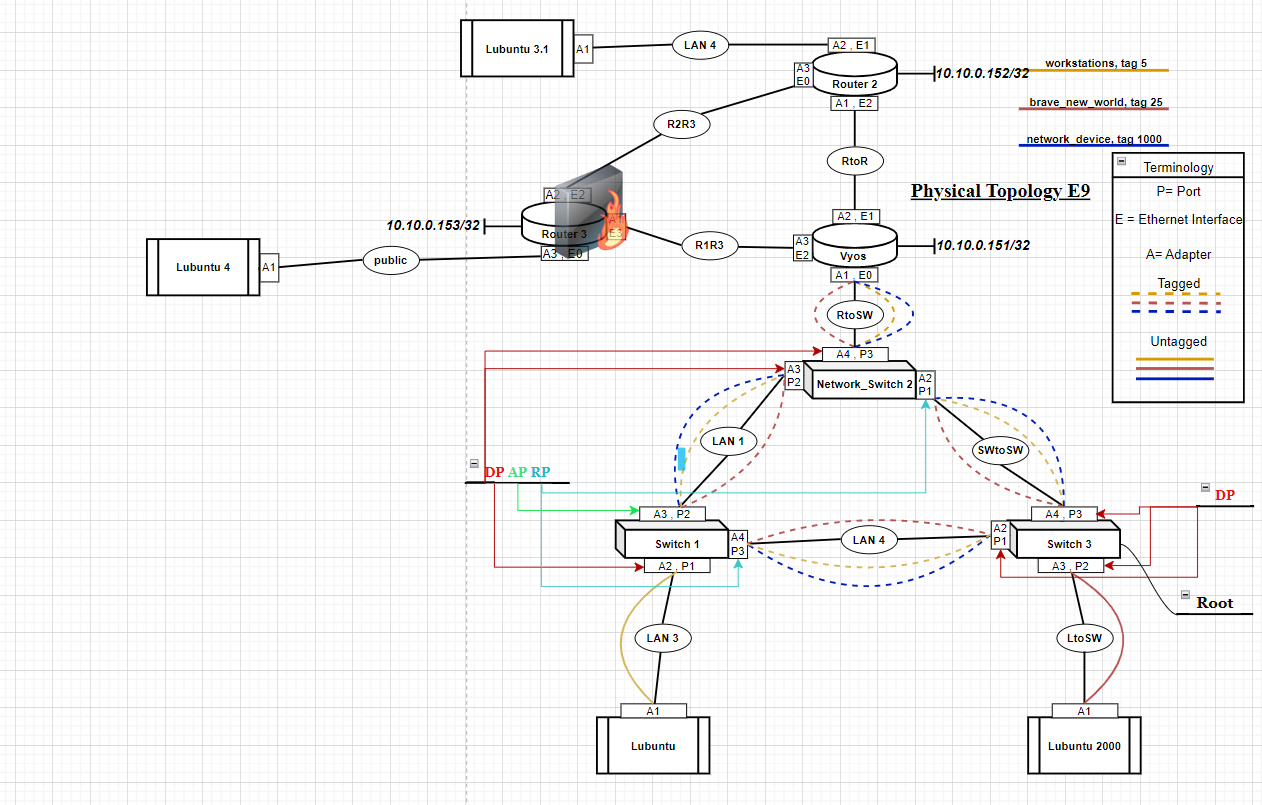 Lubuntu 3.1
A1
LAN 4
A2 , E1
A3
E0
Router 2
10.10.0.152/32
A1 , E2
workstations, tag 5
brave_new_world, tag 25
network_device, tag 1000
R2R3
RtoR
Physical Topology E9
Terminology
P= Port
E = Ethernet Interface
A= Adapter
Tagged
Untagged
A2 , E2
10.10.0.153/32
Router 3
A1
E3
A3 , E0
R1R3
A2 , E1
A3
E2
Vyos
10.10.0.151/32
A1 , E0
Lubuntu 4
A1
public
RtoSW
A4 , P3
A3
P2
Network_Switch 2
A2
P1
LAN 1
SWtoSW
DP AP RP
DP
A3 , P2
Switch 1
A4
P3
A2 , P1
LAN 4
A4 , P3
A2
P1
Switch 3
A3 , P2
Root
LAN 3
LtoSW
A1
Lubuntu
A1
Lubuntu 2000